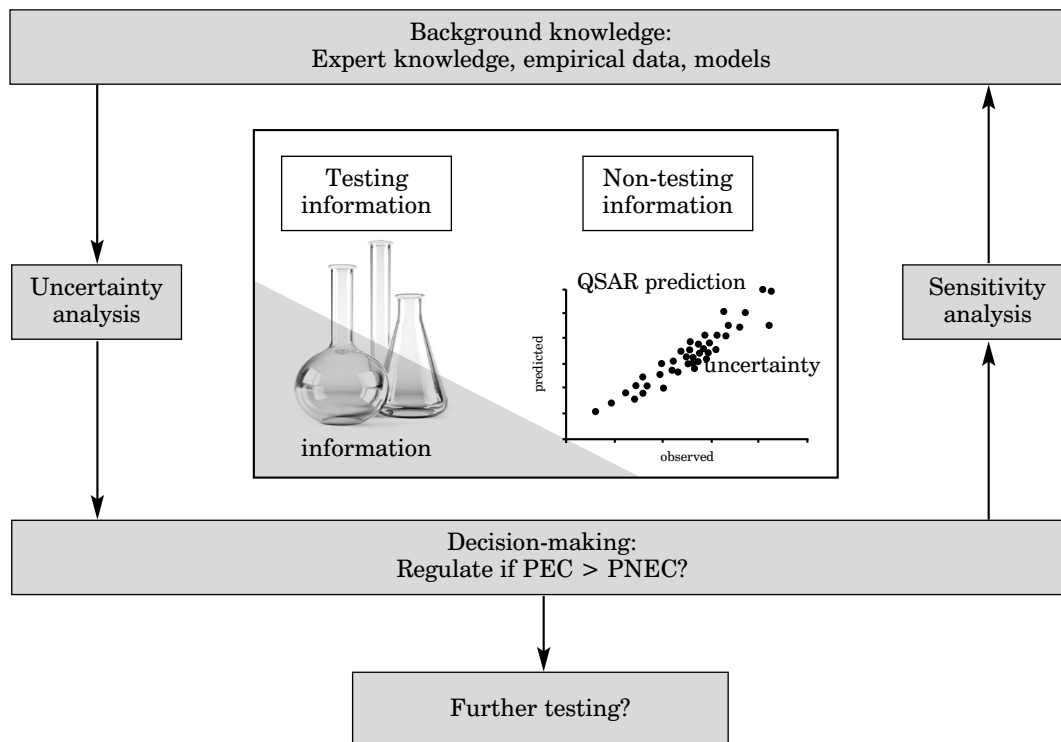 Background knowledge:
Expert knowledge, empirical data, models
Testing
information
Non-testing
information
Uncertainty
analysis
QSAR prediction
Sensitivity
analysis
predicted
uncertainty
information
observed
Decision-making:
Regulate if PEC > PNEC?
Further testing?